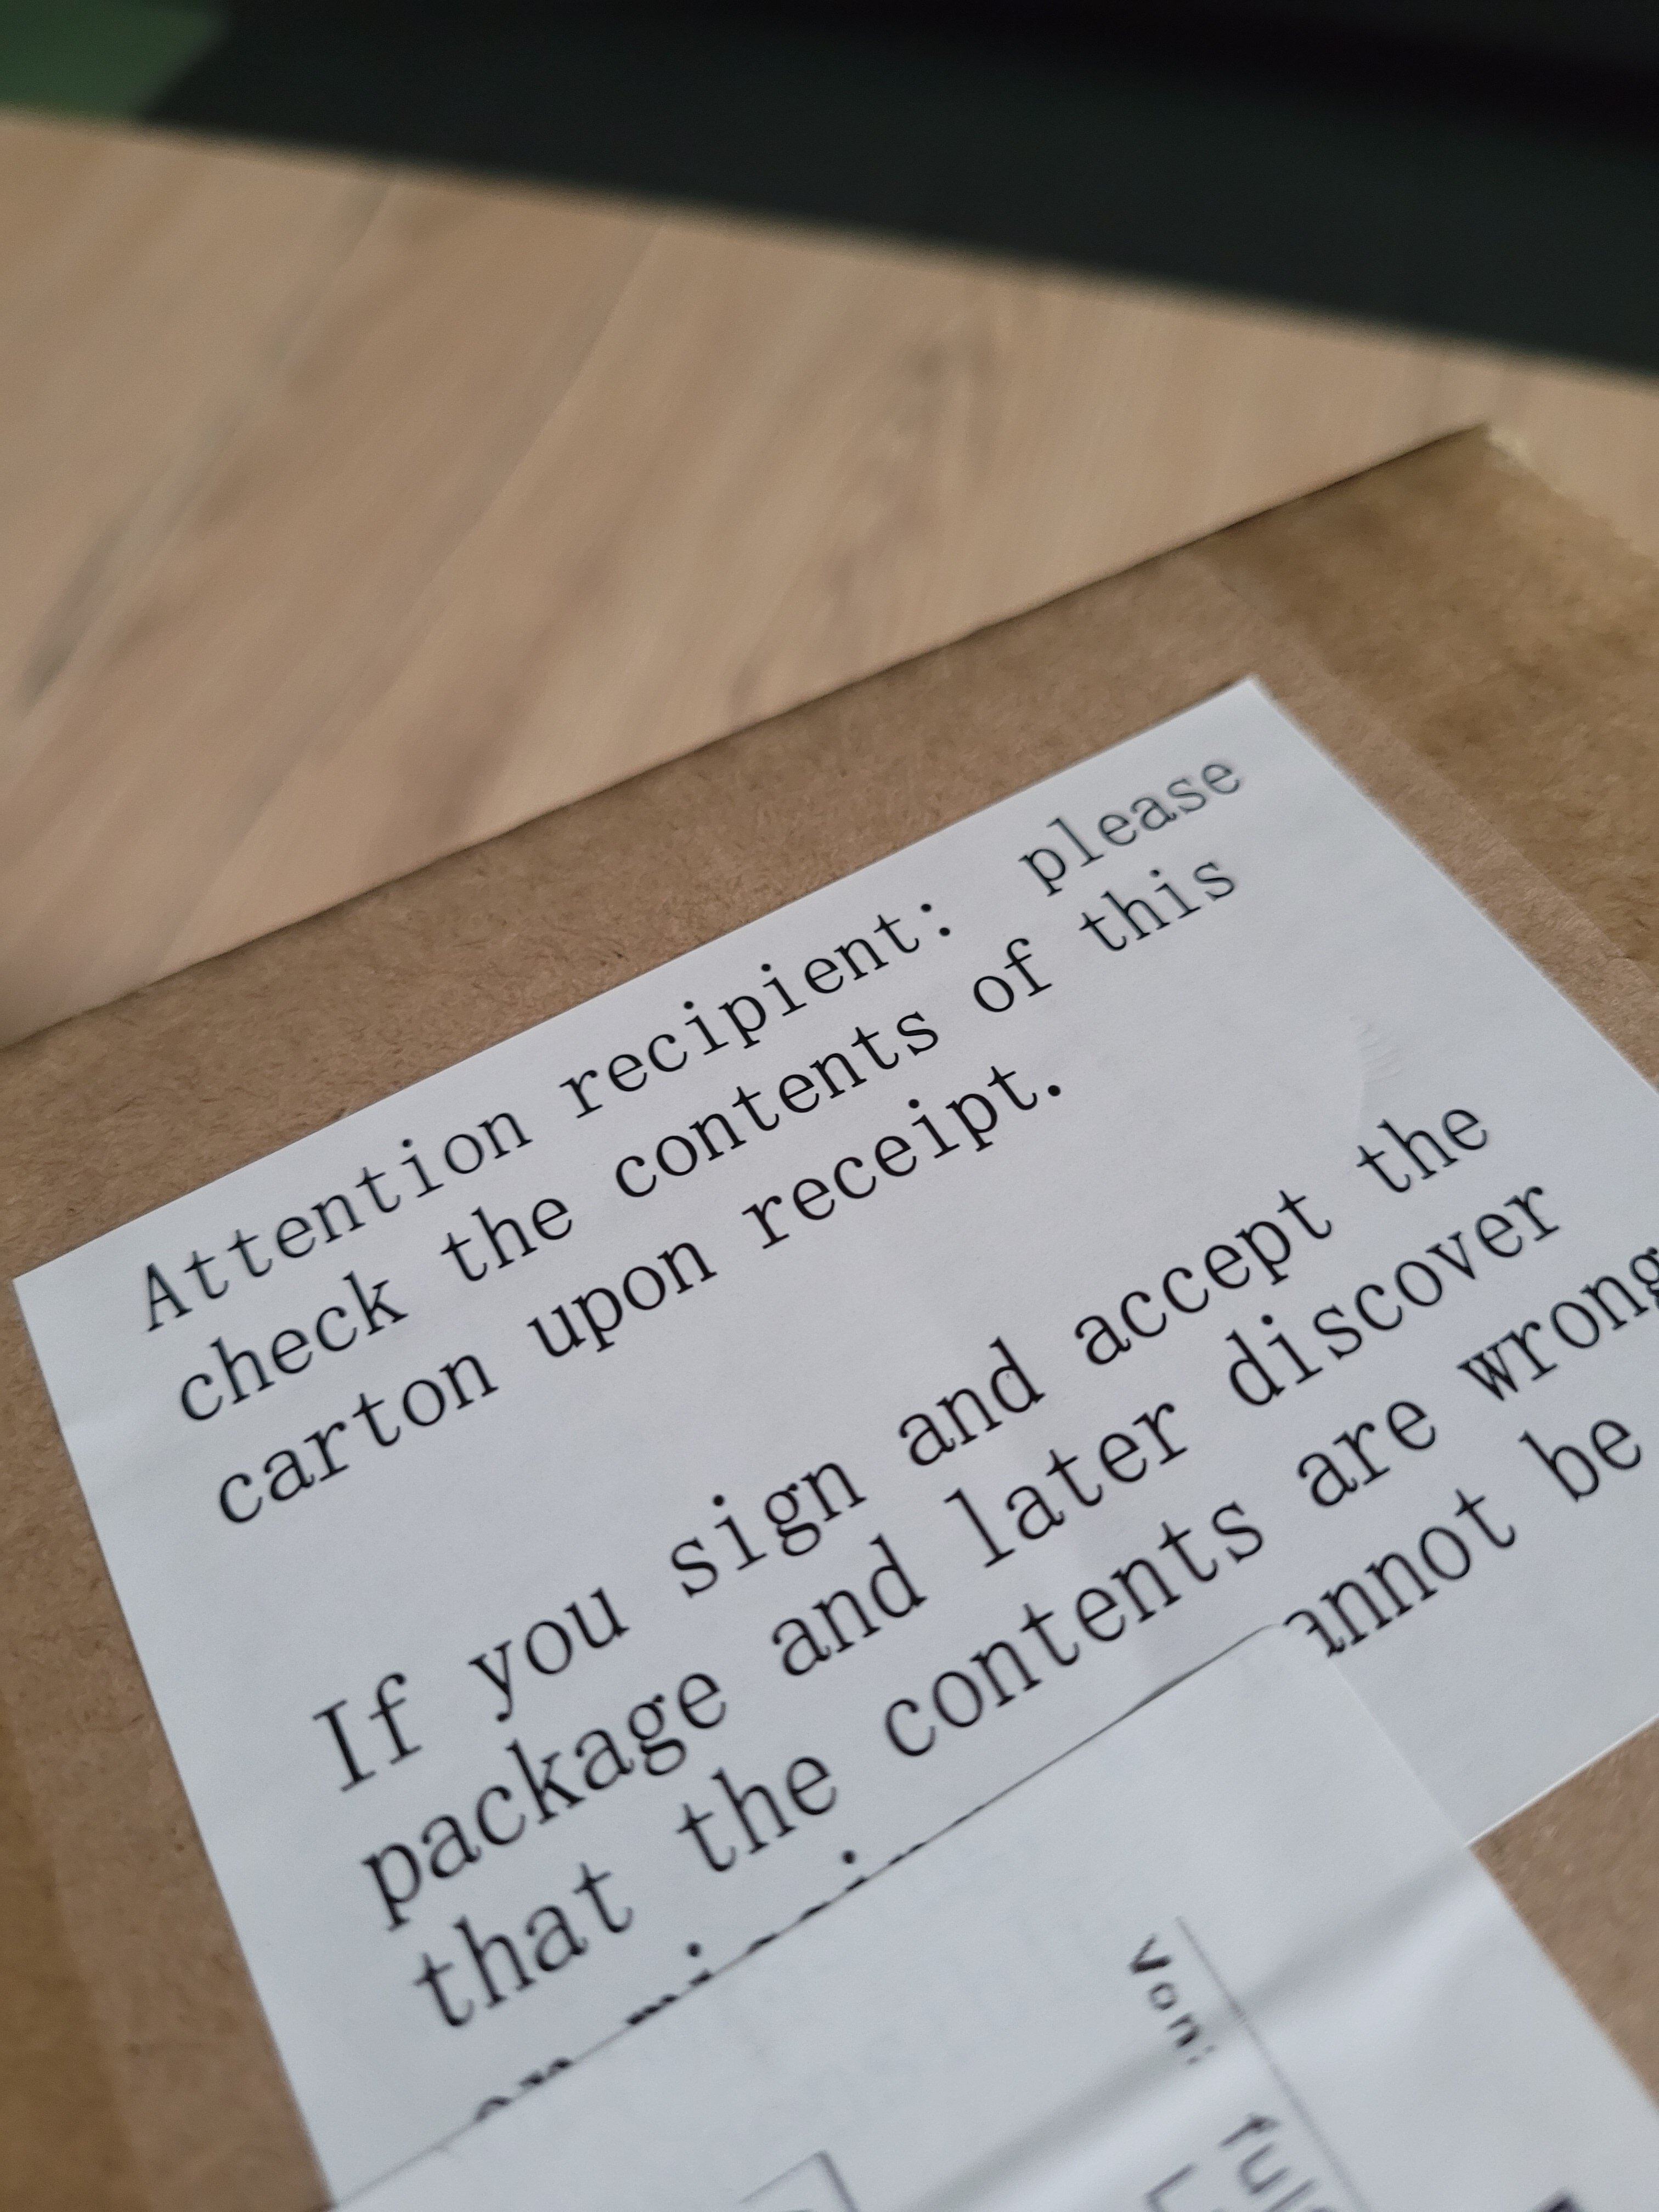 Attention recipient: please
check the contents of this
carton upon receipt.
If you sign and accept the
package and later discover
that the contents are wrong
be
Von: